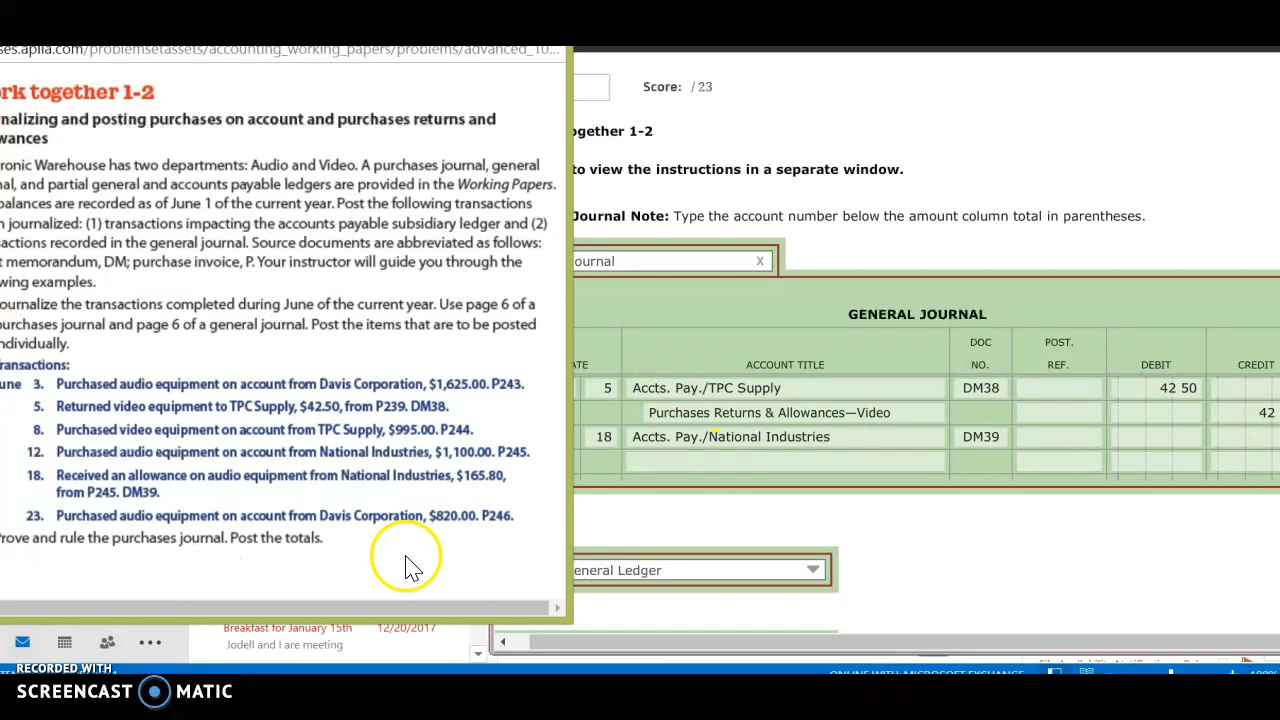 ses.aplia.com/problemsetassets/accounting_working_papers/problems/advanced_10...
rk together 1-2
nalizing and posting purchases on account and purchases returns and
wances
ronic Warehouse has two departments: Audio and Video. A purchases journal, general
nal, and partial general and accounts payable ledgers are provided in the Working Papers.
balances are recorded as of June 1 of the current year. Post the following transactions
n journalized: (1) transactions impacting the accounts payable subsidiary ledger and (2)
sactions recorded in the general journal. Source documents are abbreviated as follows:
t memorandum, DM; purchase invoice, P. Your instructor will guide you through the
wing examples.
ournalize the transactions completed during June of the current year. Use page 6 of a
purchases journal and page 6 of a general journal. Post the items that are to be posted
ndividually.
ransactions:
une 3. Purchased audio equipment on account from Davis Corporation, $1,625.00. P243.
5. Returned video equipment to TPC Supply, $42.50, from P239. DM38.
8. Purchased video equipment on account from TPC Supply, $995.00. P244.
12. Purchased audio equipment on account from National Industries, $1,100.00. P245.
18. Received an allowance on audio equipment from National Industries, $165.80,
from P245. DM39.
23. Purchased audio equipment on account from Davis Corporation, $820.00. P246.
Prove and rule the purchases journal. Post the totals.
Score: / 23
ogether 1-2
to view the instructions in a separate window.
Journal Note: Type the account number below the amount column total in parentheses.
ournal x
GENERAL JOURNAL
ATE ACCOUNT TITLE DOC NO. POST. REF. DEBIT CREDIT
5 Accts. Pay./TPC Supply DM38 42 50
Purchases Returns & Allowances—Video 42
18 Accts. Pay./National Industries DM39
eneral Ledger
Breakfast for January 15th 12/20/2017
Jodell and I are meeting
ONLINE WITH MICROSOFT EXCHANGE
100%
RECORDED WITH
SCREENCAST MATIC